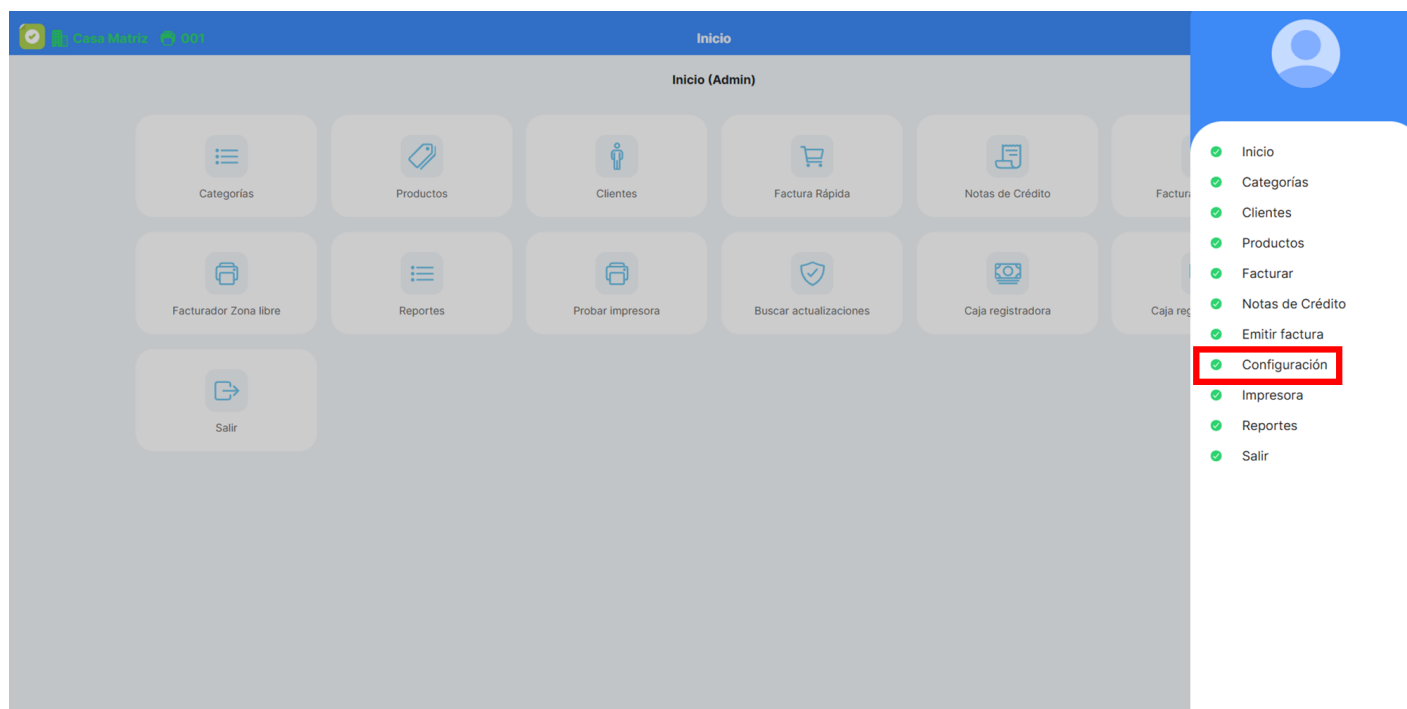 Casa Matriz 001
Inicio
Inicio (Admin)
Categorías
Productos
Clientes
Factura Rápida
Notas de Crédito
Factura
Facturador Zona libre
Reportes
Probar impresora
Buscar actualizaciones
Caja registradora
Caja reg
Salir
Inicio
Categorías
Clientes
Productos
Facturar
Notas de Crédito
Emitir factura
Configuración
Impresora
Reportes
Salir